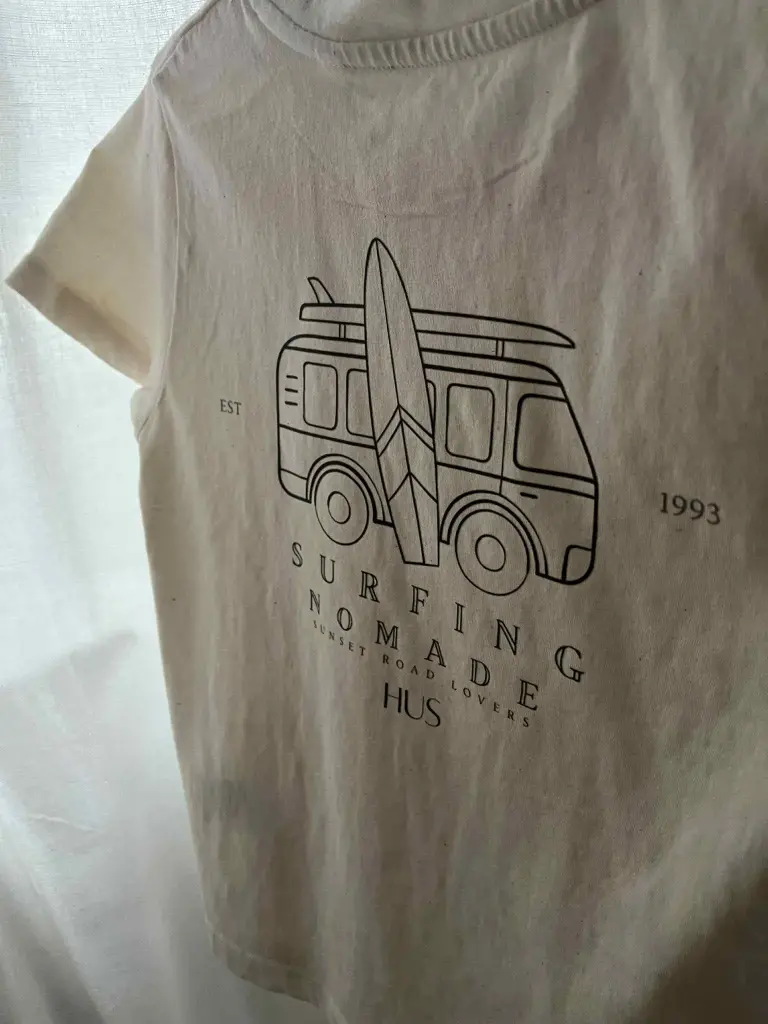 EST
1993
SURFING
NOMADE
SUNSET ROAD LOVERS
HUS